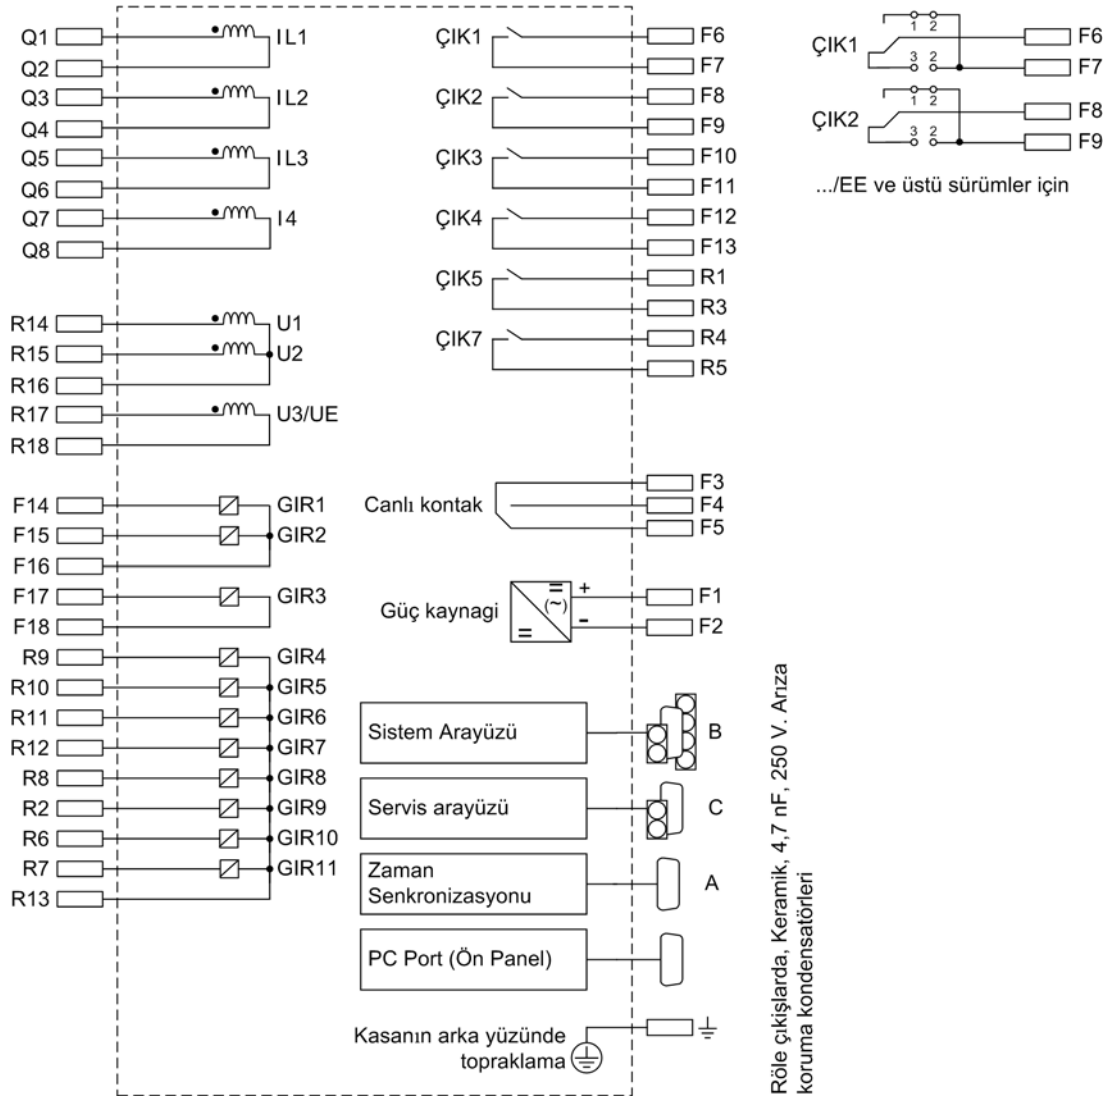 Q1 IL1
Q2
Q3 IL2
Q4
Q5 IL3
Q6
Q7 I4
Q8
R14 U1
R15 U2
R16
R17 U3/UE
R18
F14 GIR1
F15 GIR2
F16
F17 GIR3
F18
R9 GIR4
R10 GIR5
R11 GIR6
R12 GIR7
R8 GIR8
R2 GIR9
R6 GIR10
R7 GIR11
R13
ÇIK1 F6
F7
ÇIK2 F8
F9
ÇIK3 F10
F11
ÇIK4 F12
F13
ÇIK5 R1
R3
ÇIK7 R4
R5
F3
Canlı kontak F4
F5
Güç kaynagi = (~) = + F1
- F2
Sistem Arayüzü B
Servis arayüzü C
Zaman
Senkronizasyonu A
PC Port (Ön Panel)
Kasanın arka yüzünde
topraklama
1 2
ÇIK1 F6
3 2 F7
1 2
ÇIK2 F8
3 2 F9
.../EE ve üstü sürümler için
Röle çıkışlarda, Keramik, 4,7 nF, 250 V. Arıza
koruma kondensatörleri